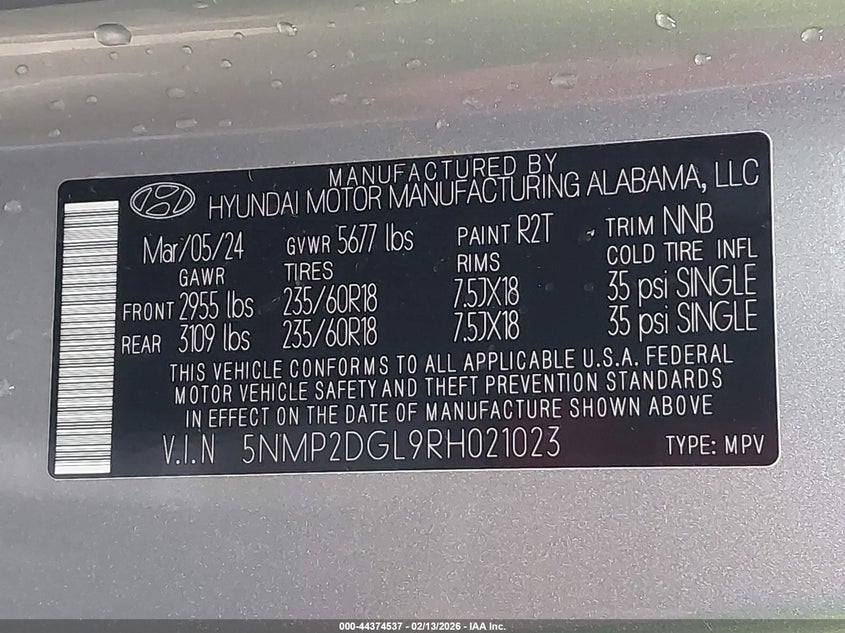 MANUFACTURED BY
HYUNDAI MOTOR MANUFACTURING ALABAMA, LLC
Mar/05/24 GVWR 5677 lbs PAINT R2T TRIM NNB
GAWR TIRES RIMS COLD TIRE INFL
FRONT 2955 lbs 235/60R18 7.5JX18 35 psi SINGLE
REAR 3109 lbs 235/60R18 7.5JX18 35 psi SINGLE
THIS VEHICLE CONFORMS TO ALL APPLICABLE U.S.A. FEDERAL
MOTOR VEHICLE SAFETY AND THEFT PREVENTION STANDARDS
IN EFFECT ON THE DATE OF MANUFACTURE SHOWN ABOVE
V.I.N 5NMP2DGL9RH021023 TYPE: MPV
000-44374537 - 02/13/2026 - IAA Inc.